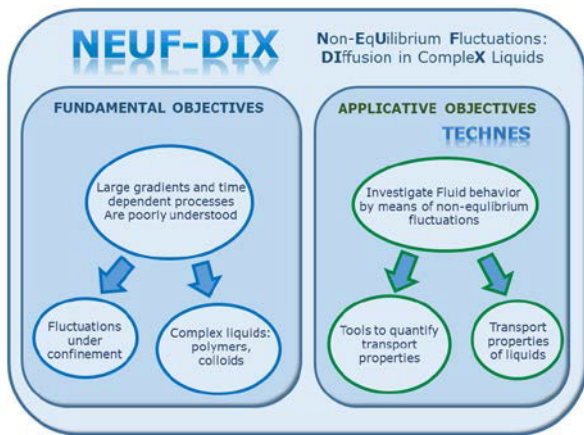 NEUF-DIX
Non-EqUilibrium Fluctuations:
DIffusion in CompleX Liquids
FUNDAMENTAL OBJECTIVES
Large gradients and time
dependent processes
Are poorly understood
Fluctuations
under
confinement
Complex liquids:
polymers,
colloids
APPLICATIVE OBJECTIVES
TECHNES
Investigate Fluid behavior
by means of non-equlibrium
fluctuations
Tools to quantify
transport
properties
Transport
properties
of liquids